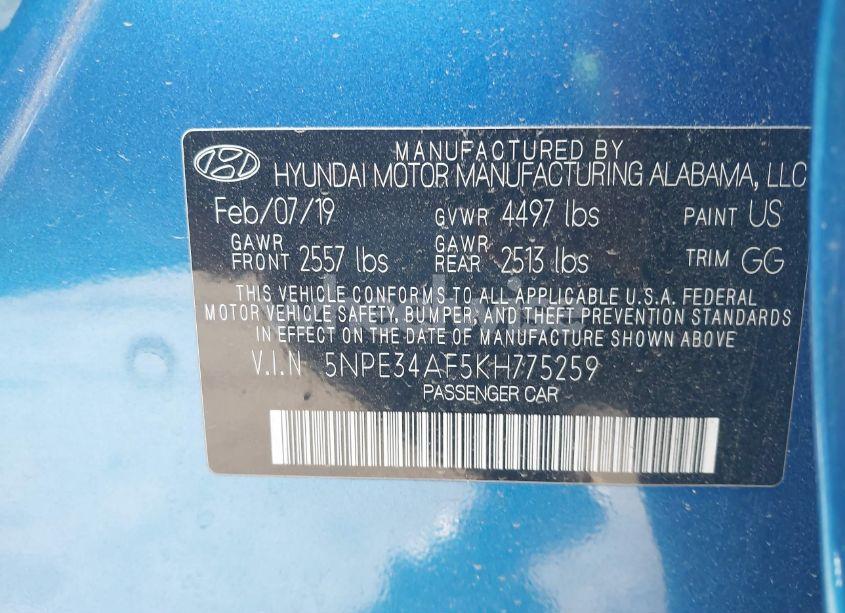 MANUFACTURED BY
HYUNDAI MOTOR MANUFACTURING ALABAMA, LLC
Feb/07/19 GVWR 4497 lbs PAINT US
GAWR FRONT 2557 lbs GAWR REAR 2513 lbs TRIM GG
THIS VEHICLE CONFORMS TO ALL APPLICABLE U.S.A. FEDERAL
MOTOR VEHICLE SAFETY, BUMPER, AND THEFT PREVENTION STANDARDS
IN EFFECT ON THE DATE OF MANUFACTURE SHOWN ABOVE
V.I.N 5NPE34AF5KH775259
PASSENGER CAR